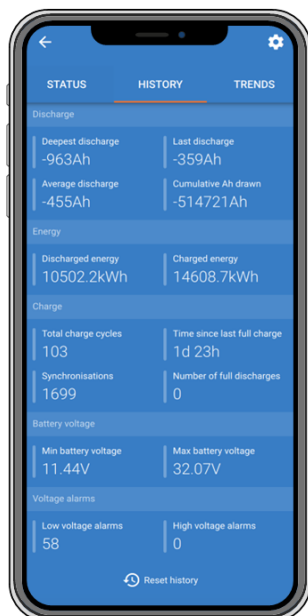 STATUS HISTORY TRENDS
Discharge
Deepest discharge Last discharge
-963Ah -359Ah
Average discharge Cumulative Ah drawn
-455Ah -514721Ah
Energy
Discharged energy Charged energy
10502.2kWh 14608.7kWh
Charge
Total charge cycles Time since last full charge
103 1d 23h
Synchronisations Number of full discharges
1699 0
Battery voltage
Min battery voltage Max battery voltage
11.44V 32.07V
Voltage alarms
Low voltage alarms High voltage alarms
58 0
Reset history